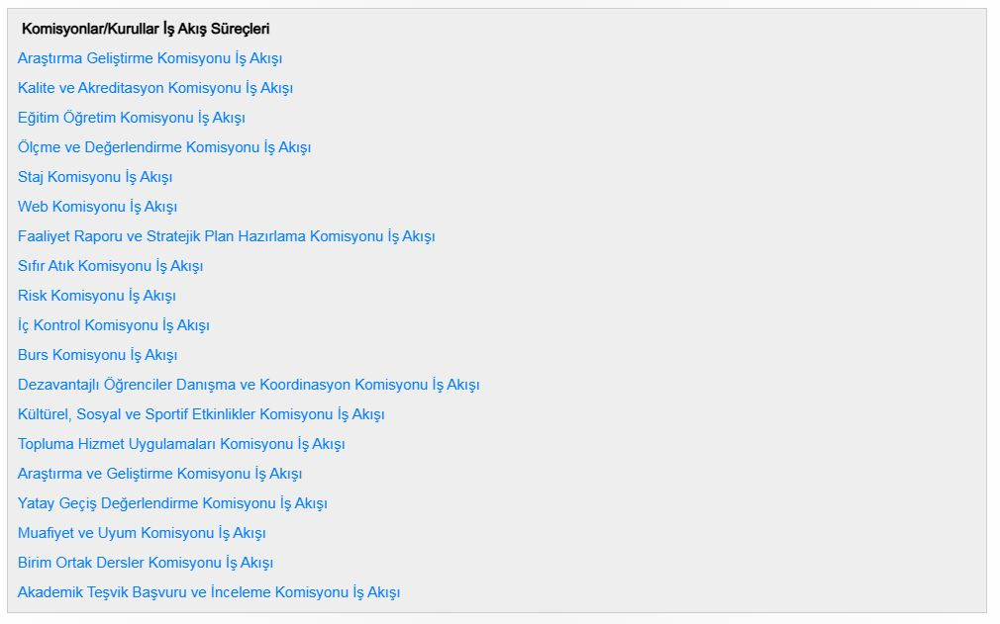 Komisyonlar/Kurullar İş Akış Süreçleri
Araştırma Geliştirme Komisyonu İş Akışı
Kalite ve Akreditasyon Komisyonu İş Akışı
Eğitim Öğretim Komisyonu İş Akışı
Ölçme ve Değerlendirme Komisyonu İş Akışı
Staj Komisyonu İş Akışı
Web Komisyonu İş Akışı
Faaliyet Raporu ve Stratejik Plan Hazırlama Komisyonu İş Akışı
Sıfır Atık Komisyonu İş Akışı
Risk Komisyonu İş Akışı
İç Kontrol Komisyonu İş Akışı
Burs Komisyonu İş Akışı
Dezavantajlı Öğrenciler Danışma ve Koordinasyon Komisyonu İş Akışı
Kültürel, Sosyal ve Sportif Etkinlikler Komisyonu İş Akışı
Topluma Hizmet Uygulamaları Komisyonu İş Akışı
Araştırma ve Geliştirme Komisyonu İş Akışı
Yatay Geçiş Değerlendirme Komisyonu İş Akışı
Muafiyet ve Uyum Komisyonu İş Akışı
Birim Ortak Dersler Komisyonu İş Akışı
Akademik Teşvik Başvuru ve İnceleme Komisyonu İş Akışı